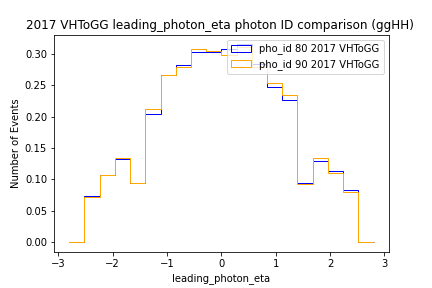 2017 VHToGG leading_photon_eta photon ID comparison (ggHH)
pho_id 80 2017 VHToGG
pho_id 90 2017 VHToGG
Number of Events
0.30
0.25
0.20
0.15
0.10
0.05
0.00
−3 −2 −1 0 1 2 3
leading_photon_eta